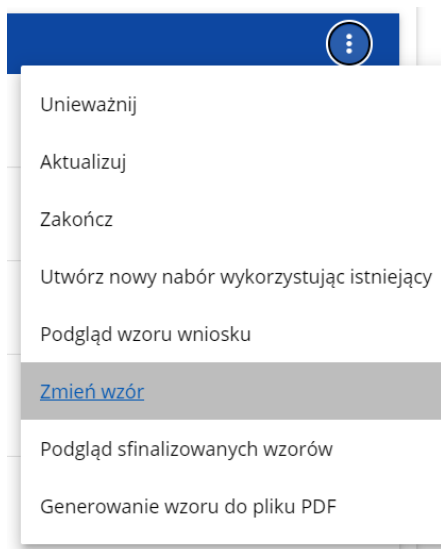 Unieważnij
Aktualizuj
Zakończ
Utwórz nowy nabór wykorzystując istniejący
Podgląd wzoru wniosku
Zmień wzór
Podgląd sfinalizowanych wzorów
Generowanie wzoru do pliku PDF